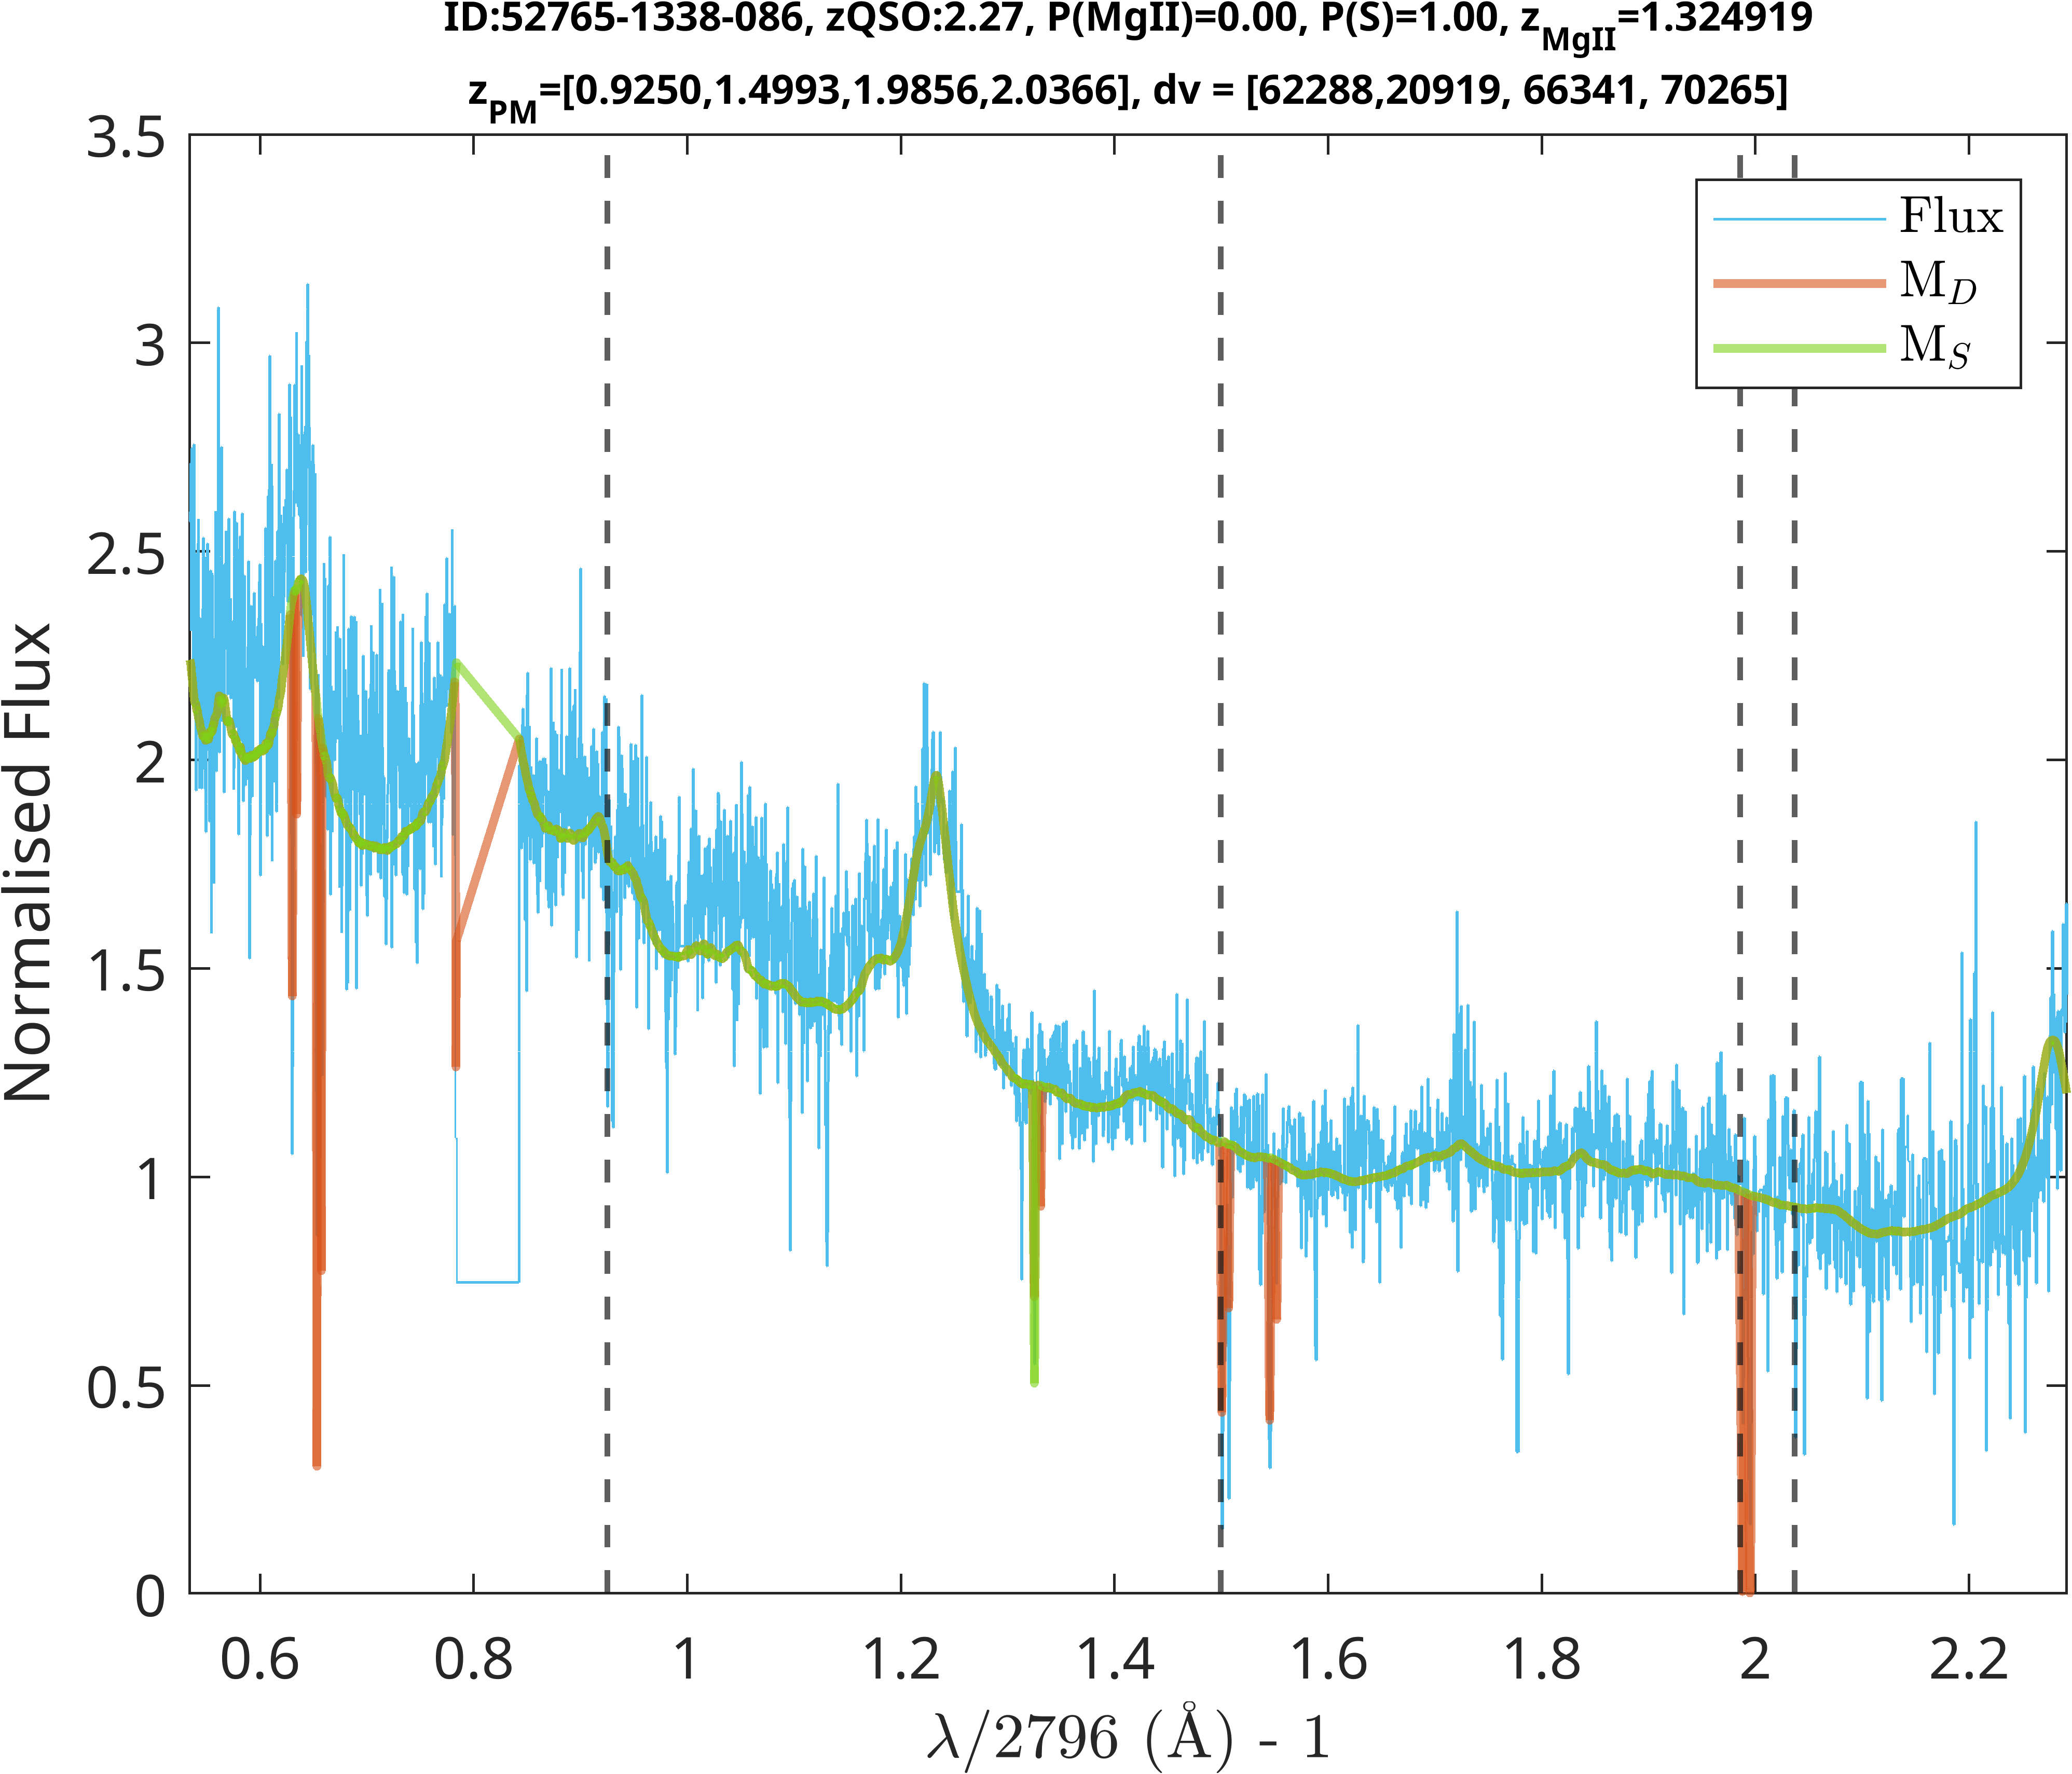 ID:52765-1338-086, zQSO:2.27, P(MgII)=0.00, P(S)=1.00, zMgII=1.324919
zPM=[0.9250,1.4993,1.9856,2.0366], dv = [62288,20919, 66341, 70265]
3.5
3
2.5
2
1.5
1
0.5
0
Normalised Flux
Flux
MD
MS
0.6
0.8
1
1.2
1.4
1.6
1.8
2
2.2
λ/2796 (Å) - 1